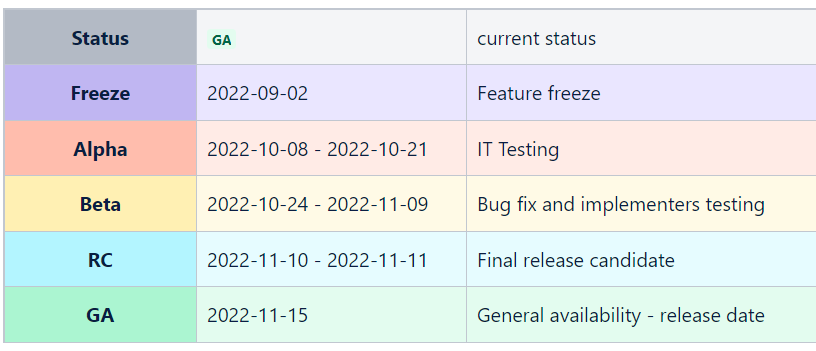 Status GA current status
Freeze 2022-09-02 Feature freeze
Alpha 2022-10-08 - 2022-10-21 IT Testing
Beta 2022-10-24 - 2022-11-09 Bug fix and implementers testing
RC 2022-11-10 - 2022-11-11 Final release candidate
GA 2022-11-15 General availability - release date